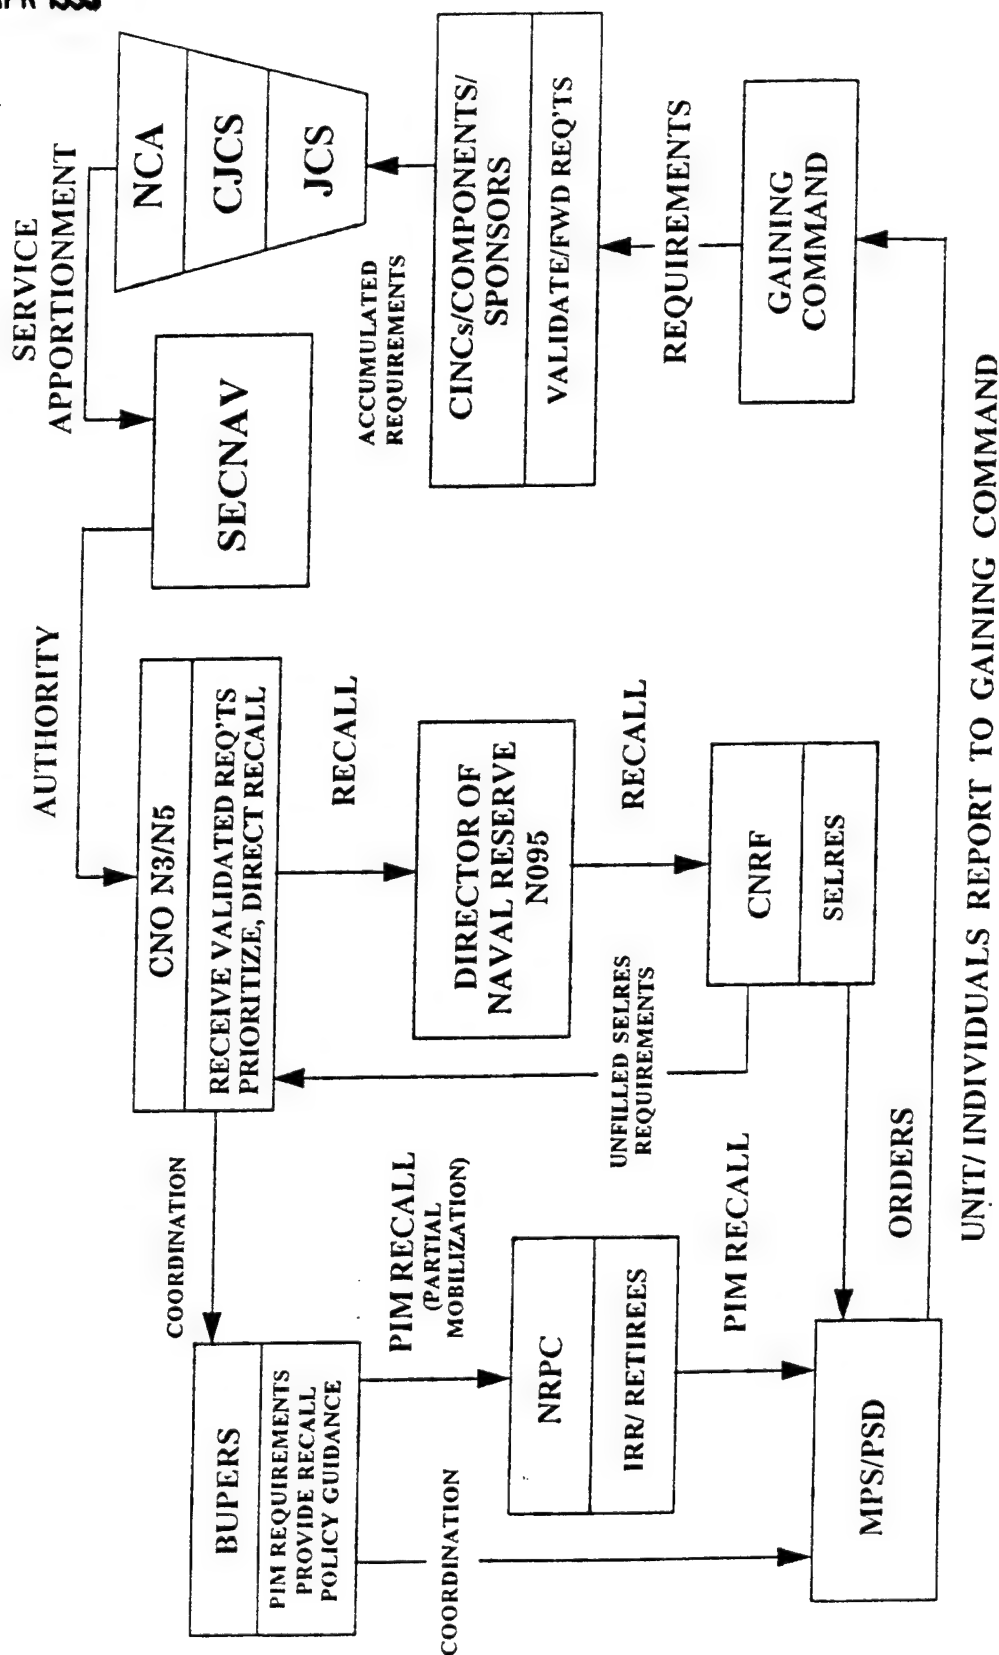 SERVICE
APPORTIONMENT
AUTHORITY
NCA
CJCS
JCS
SECNAV
CNO N3/N5
RECEIVE VALIDATED REQ'TS
PRIORITIZE, DIRECT RECALL
COORDINATION
BUPERS
PIM REQUIREMENTS
PROVIDE RECALL
POLICY GUIDANCE
ACCUMULATED
REQUIREMENTS
RECALL
PIM RECALL
(PARTIAL
MOBILIZATION)
COORDINATION
CINCs/COMPONENTS/
SPONSORS
VALIDATE/FWD REQ'TS
DIRECTOR OF
NAVAL RESERVE
N095
NRPC
IRR/ RETIREES
REQUIREMENTS
RECALL
UNFILLED SELRES
REQUIREMENTS
PIM RECALL
GAINING
COMMAND
CNRF
SELRES
ORDERS
MPS/PSD
UNIT/ INDIVIDUALS REPORT TO GAINING COMMAND